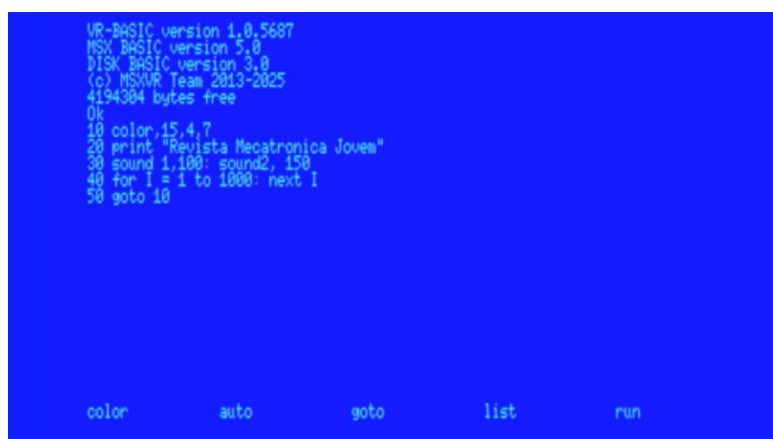 VR-BASIC version 1.0.5687
MSX BASIC version 5.0
DISK BASIC version 3.0
(c) MSXVR Team 2013-2025
4194304 bytes free
Ok
10 color,15,4,7
20 print "Revista Mecatronica Jovem"
30 sound 1,100: sound2, 150
40 for I = 1 to 1000: next I
50 goto 10
color auto goto list run